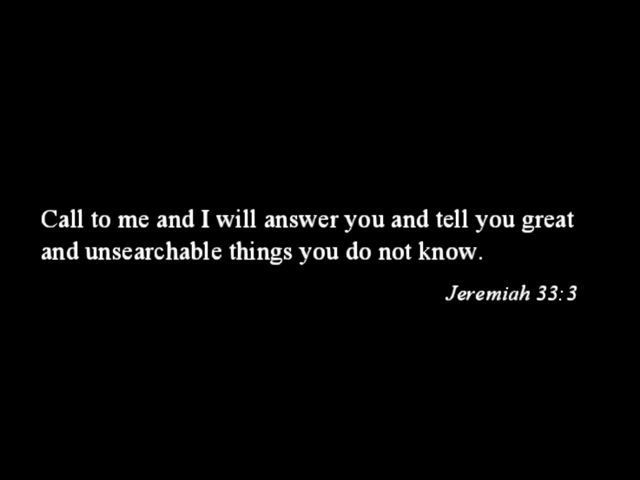 Call to me and I will answer you and tell you great
and unsearchable things you do not know.
Jeremiah 33:3